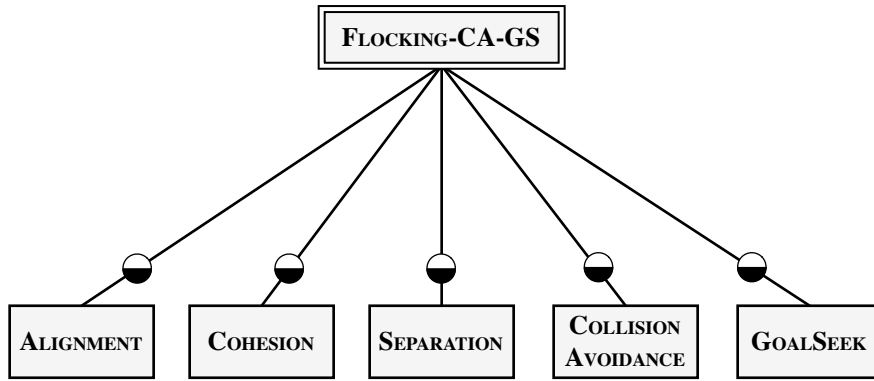 FLOCKING-CA-GS
ALIGNMENT
COHESION
SEPARATION
COLLISION
AVOIDANCE
GOALSEEK